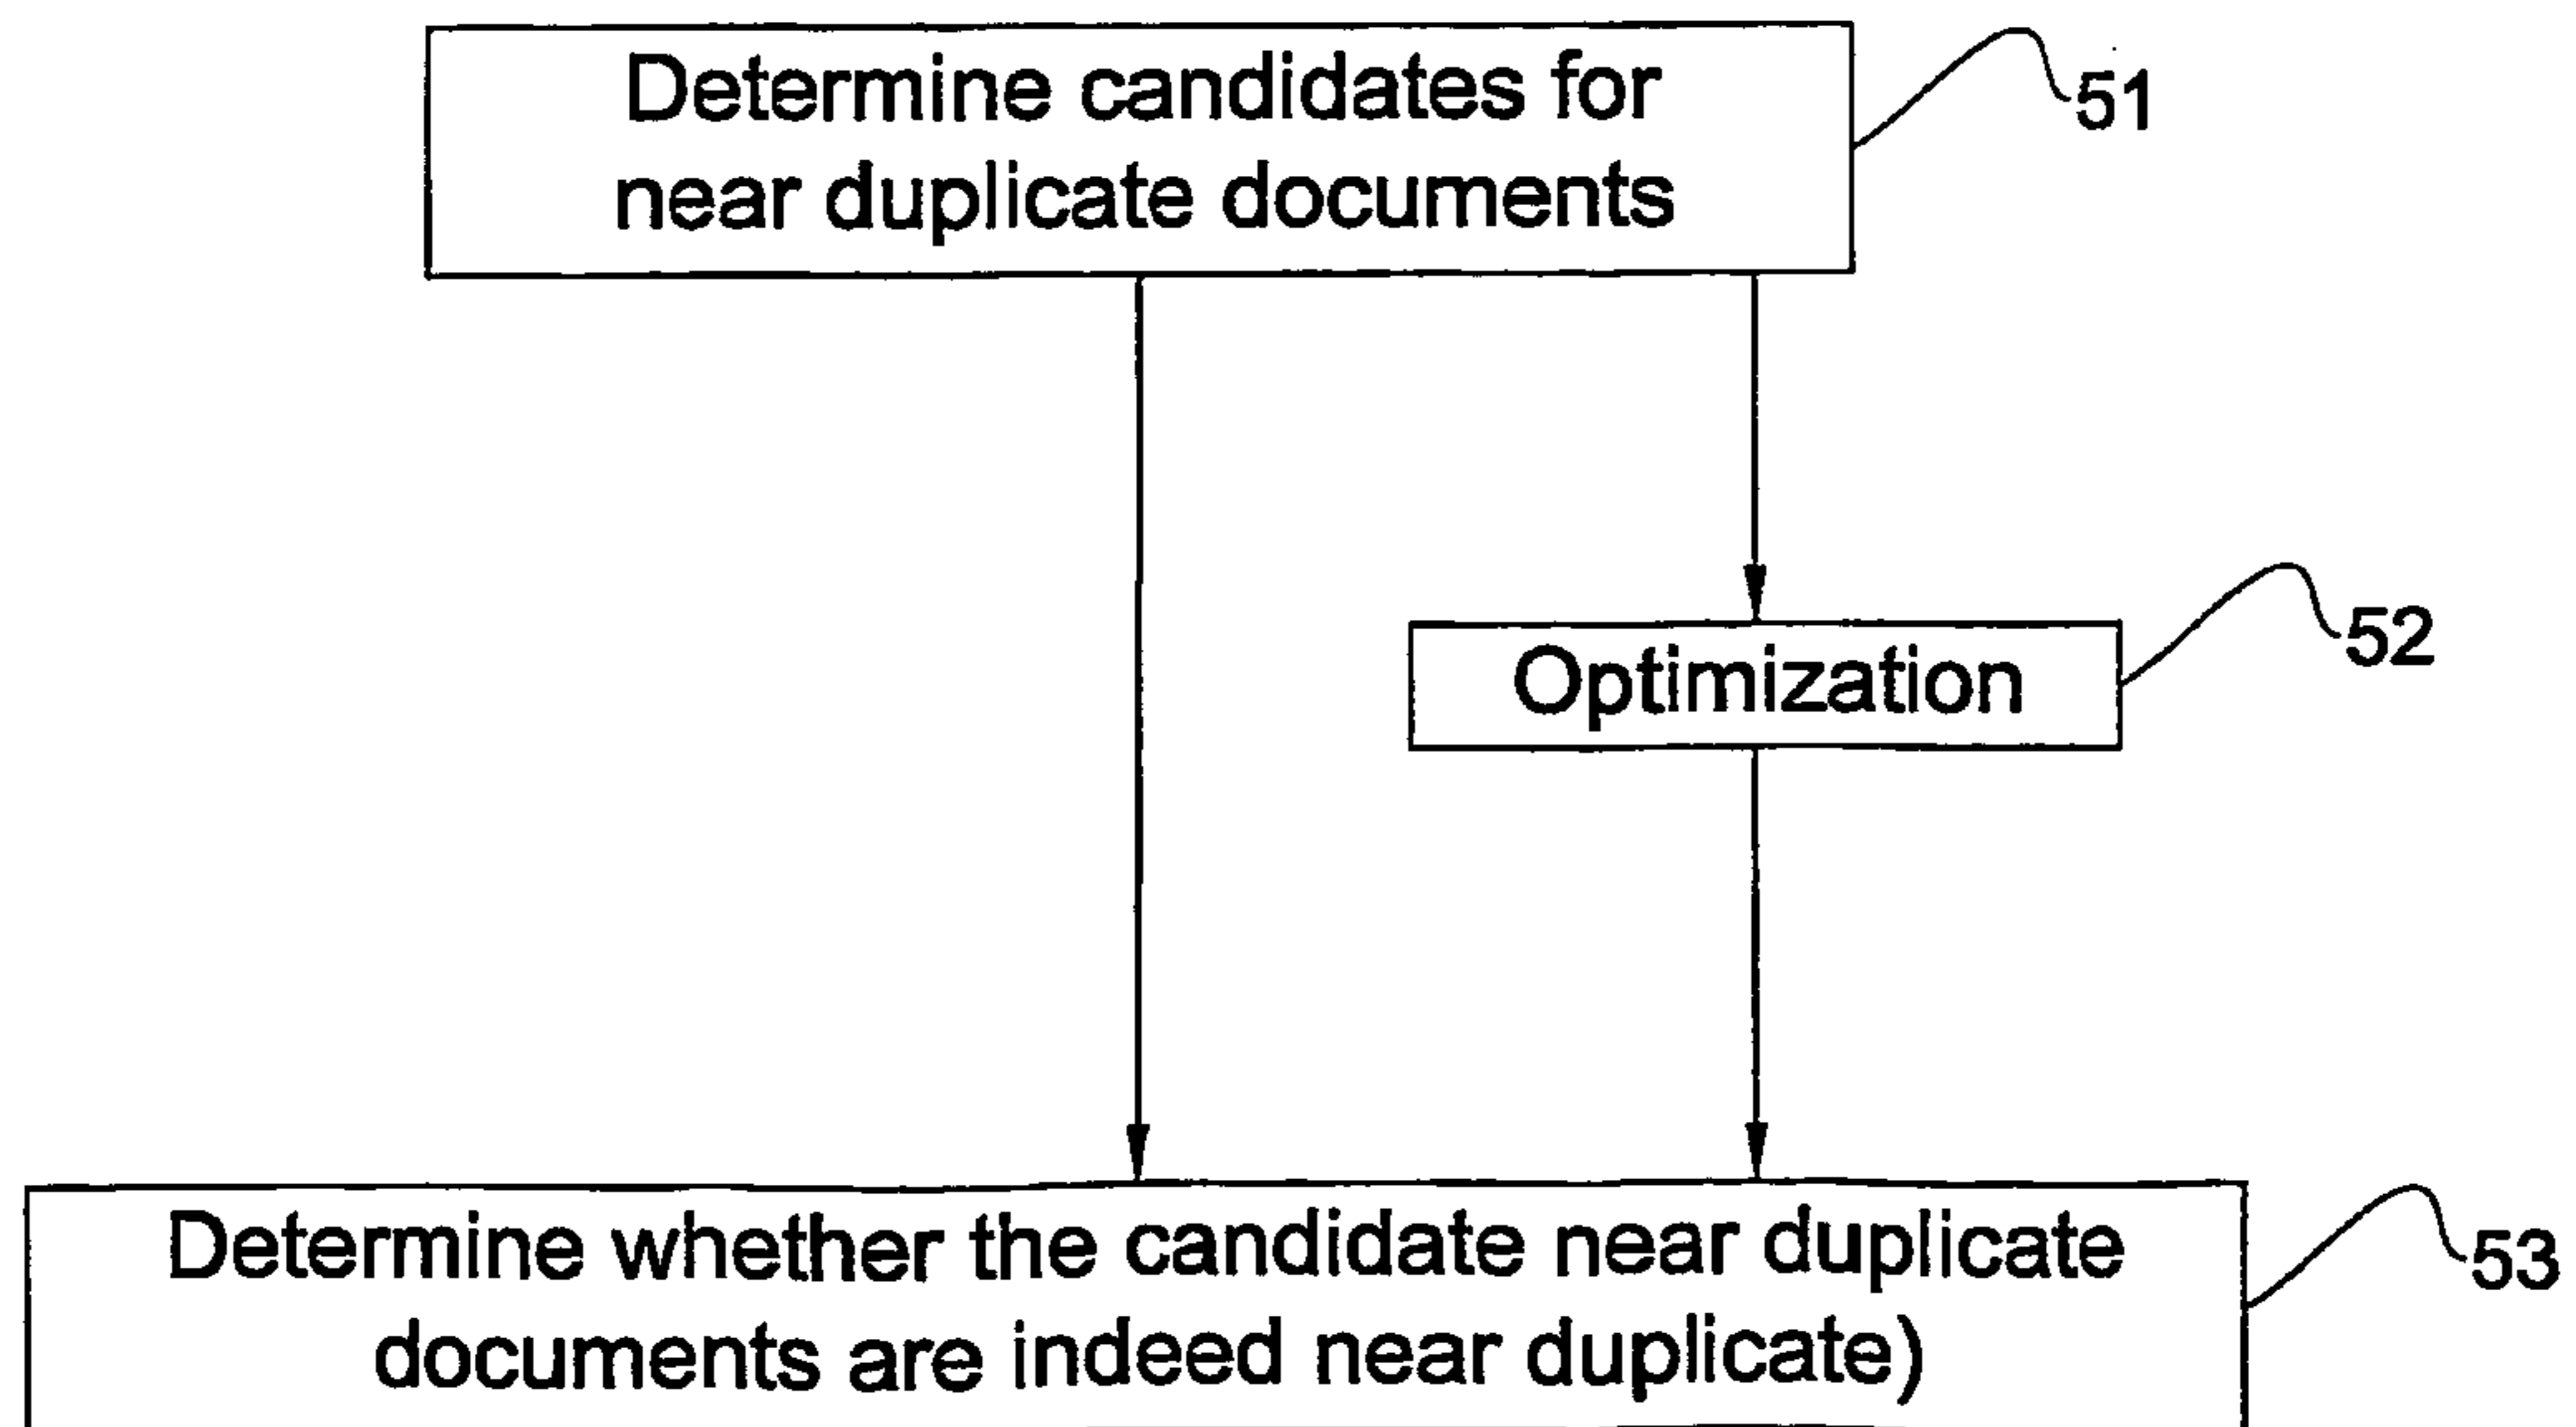 Determine candidates for
near duplicate documents
51
Optimization
52
Determine whether the candidate near duplicate
documents are indeed near duplicate)
53